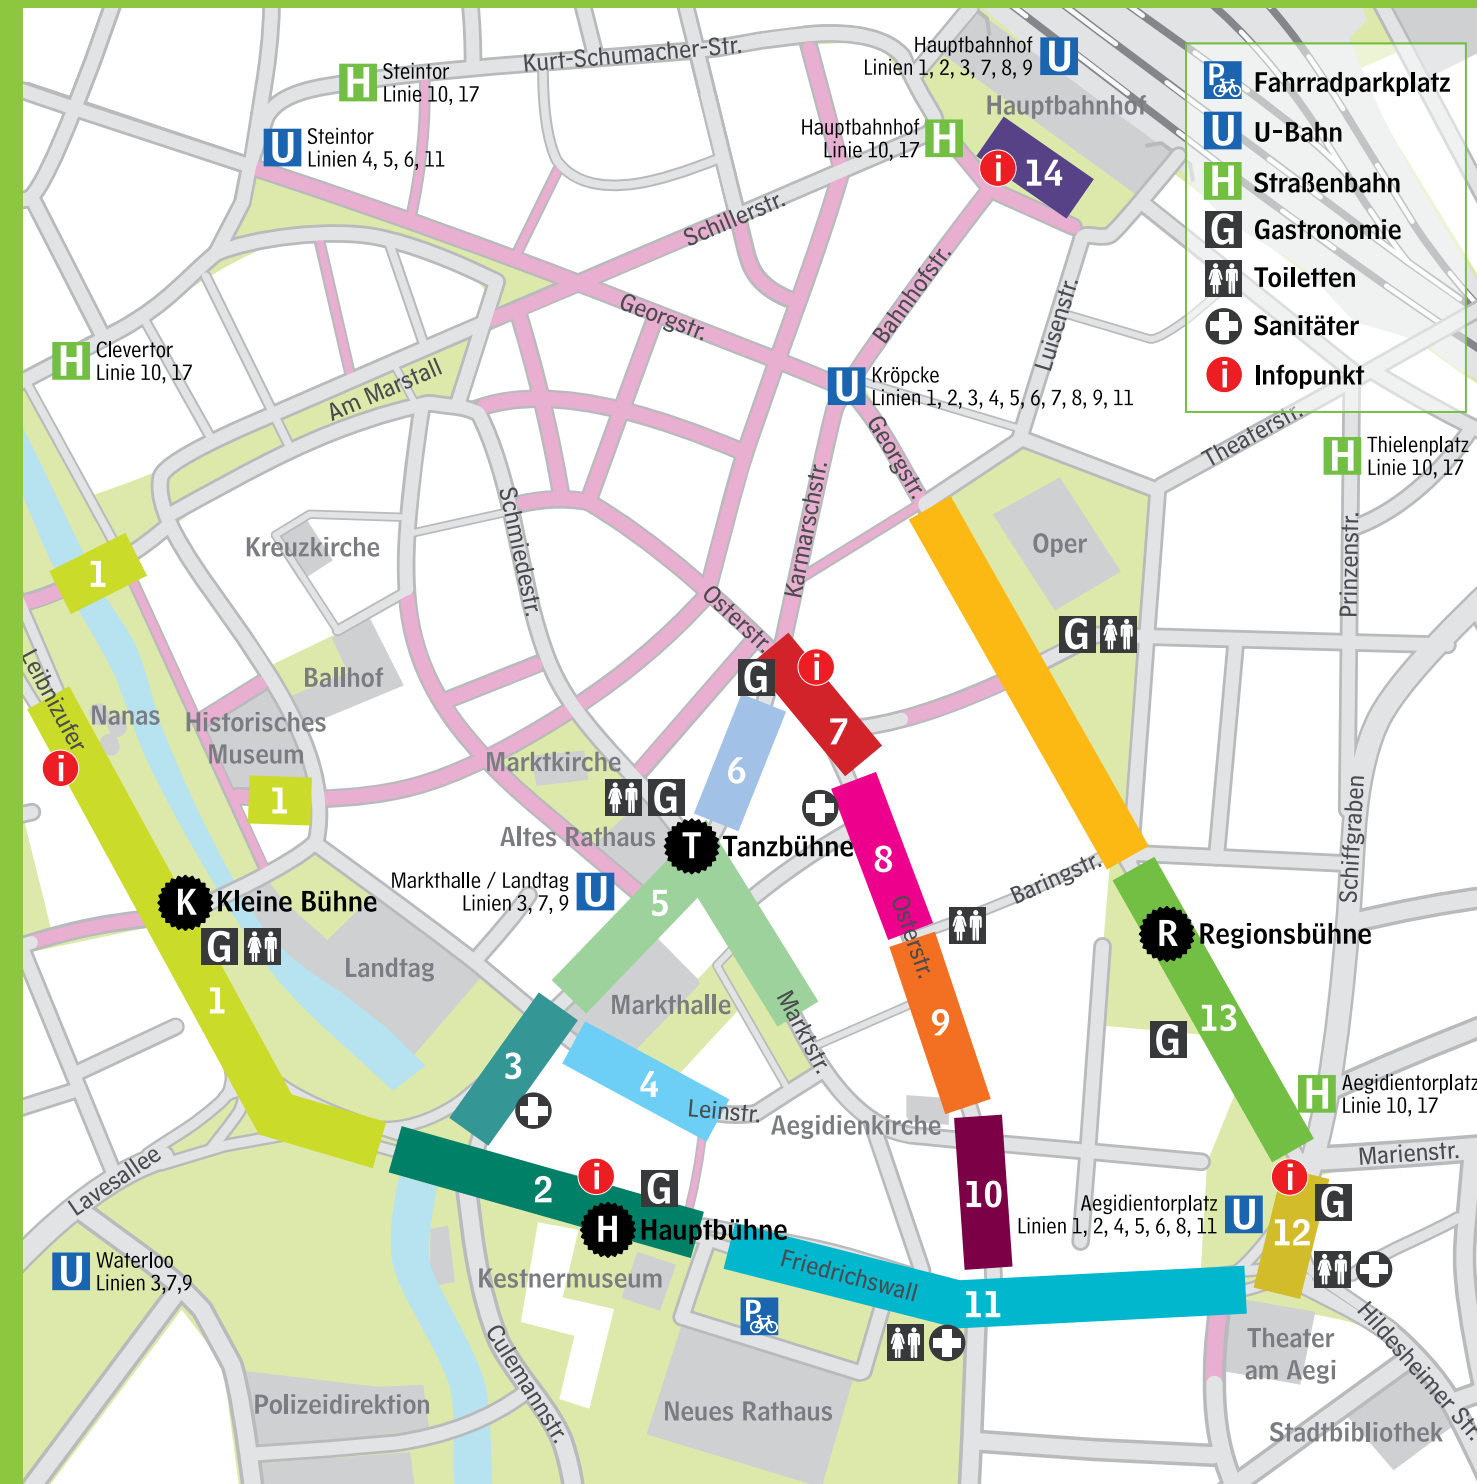 Kurt-Schumacher-Str.
H Steintor
Linie 10, 17
U Steintor
Linien 4, 5, 6, 11
Hauptbahnhof
Linien 1, 2, 3, 7, 8, 9
U
Hauptbahnhof
Hauptbahnhof
Linie 10, 17
H
i
14
P Fahrradparkplatz
U U-Bahn
H Straßenbahn
G Gastronomie
Toiletten
Sanitäter
i Infopunkt
Schillerstr.
Georgstr.
Bahnhofstr.
Luisenstr.
H Clevertor
Linie 10, 17
Am Marstall
U Kröpcke
Linien 1, 2, 3, 4, 5, 6, 7, 8, 9, 11
Georgstr.
Theaterstr.
H Thielenplatz
Linie 10, 17
Karmarschstr.
Schmiedestr.
Kreuzkirche
Oper
Prinzenstr.
1
Osterstr.
G
Leibnizufer
Ballhof
Nanas
Historisches
Museum
G
i
7
i
1
Marktkirche
6
G
Altes Rathaus
T Tanzbühne
8
Schiffgraben
Markthalle / Landtag
Linien 3, 7, 9
U
5
Baringstr.
K Kleine Bühne
G
1
Landtag
Osterstr.
R Regionsbühne
Markthalle
Marktstr.
9
13
G
3
4
Leinstr.
Aegidienkirche
H Aegidientorplatz
Linie 10, 17
Marienstr.
Lavesallee
2
i
G
10
i
G
Aegidientorplatz
Linien 1, 2, 4, 5, 6, 8, 11
U
12
H Hauptbühne
U Waterloo
Linien 3,7,9
Kestnermuseum
Friedrichswall
11
P
Culemannstr.
Theater
am Aegi
Hildesheimer Str.
Polizeidirektion
Neues Rathaus
Stadtbibliothek